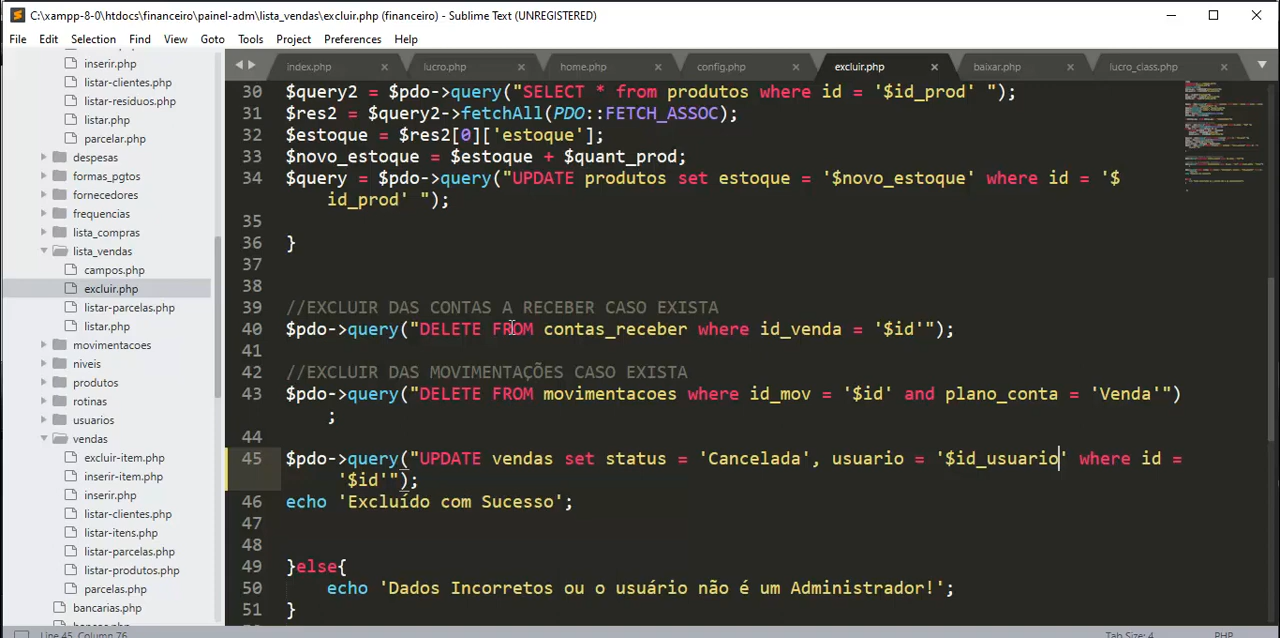 C:\xampp-8-0\htdocs\financeiro\painel-adm\lista_vendas\excluir.php (financeiro) - Sublime Text (UNREGISTERED)
File Edit Selection Find View Goto Tools Project Preferences Help
index.php lucro.php home.php config.php excluir.php baixar.php lucro_class.php
inserir.php
listar-clientes.php
listar-residuos.php
listar.php
parcelar.php
despesas
formas_pgtos
fornecedores
frequencias
lista_compras
lista_vendas
campos.php
excluir.php
listar-parcelas.php
listar.php
movimentacoes
niveis
produtos
rotinas
usuarios
vendas
excluir-item.php
inserir-item.php
inserir.php
listar-clientes.php
listar-itens.php
listar-parcelas.php
listar-produtos.php
parcelas.php
bancarias.php
30 $query2 = $pdo->query("SELECT * from produtos where id = '$id_prod' ");
31 $res2 = $query2->fetchAll(PDO::FETCH_ASSOC);
32 $estoque = $res2[0]['estoque'];
33 $novo_estoque = $estoque + $quant_prod;
34 $query = $pdo->query("UPDATE produtos set estoque = '$novo_estoque' where id = '$
id_prod' ");
35
36 }
37
38
39 //EXCLUIR DAS CONTAS A RECEBER CASO EXISTA
40 $pdo->query("DELETE FROM contas_receber where id_venda = '$id'");
41
42 //EXCLUIR DAS MOVIMENTAÇÕES CASO EXISTA
43 $pdo->query("DELETE FROM movimentacoes where id_mov = '$id' and plano_conta = 'Venda'")
;
44
45 $pdo->query("UPDATE vendas set status = 'Cancelada', usuario = '$id_usuario' where id =
'$id'");
46 echo 'Excluído com Sucesso';
47
48
49 }else{
50 echo 'Dados Incorretos ou o usuário não é um Administrador!';
51 }
Line 45, Column 76 Tab Size: 4 PHP